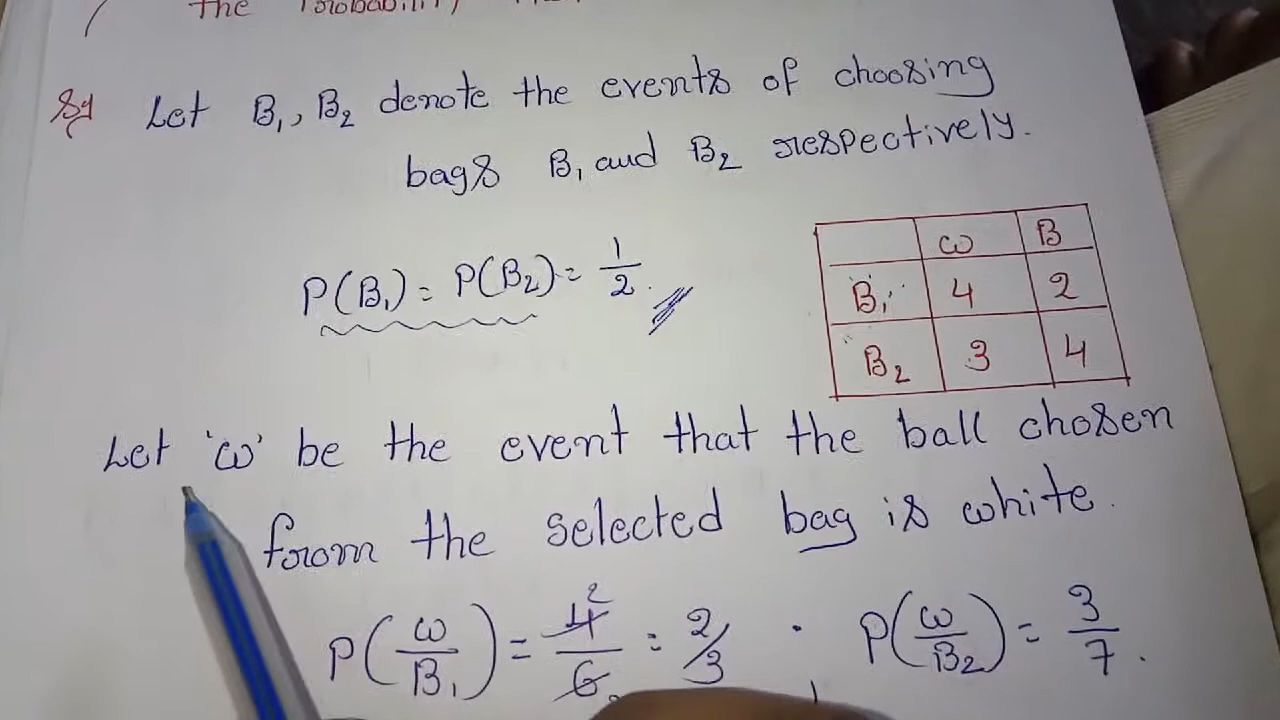 the Probability
Sol Let B₁, B₂ denote the events of choosing
bags B₁ and B₂ respectively.
P(B₁) = P(B₂) = 1/2.
W B
B₁ 4 2
B₂ 3 4
Let 'W' be the event that the ball chosen
from the selected bag is white.
P(W/B₁) = 4/6 = 2/3 . P(W/B₂) = 3/7.